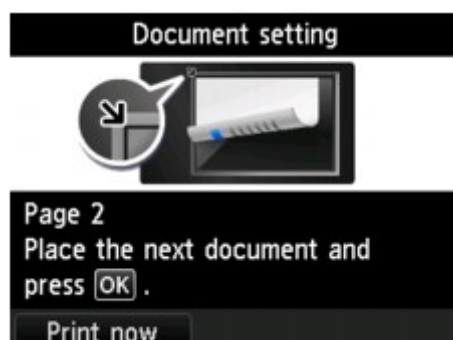 Document setting
Page 2
Place the next document and
press OK .
Print now